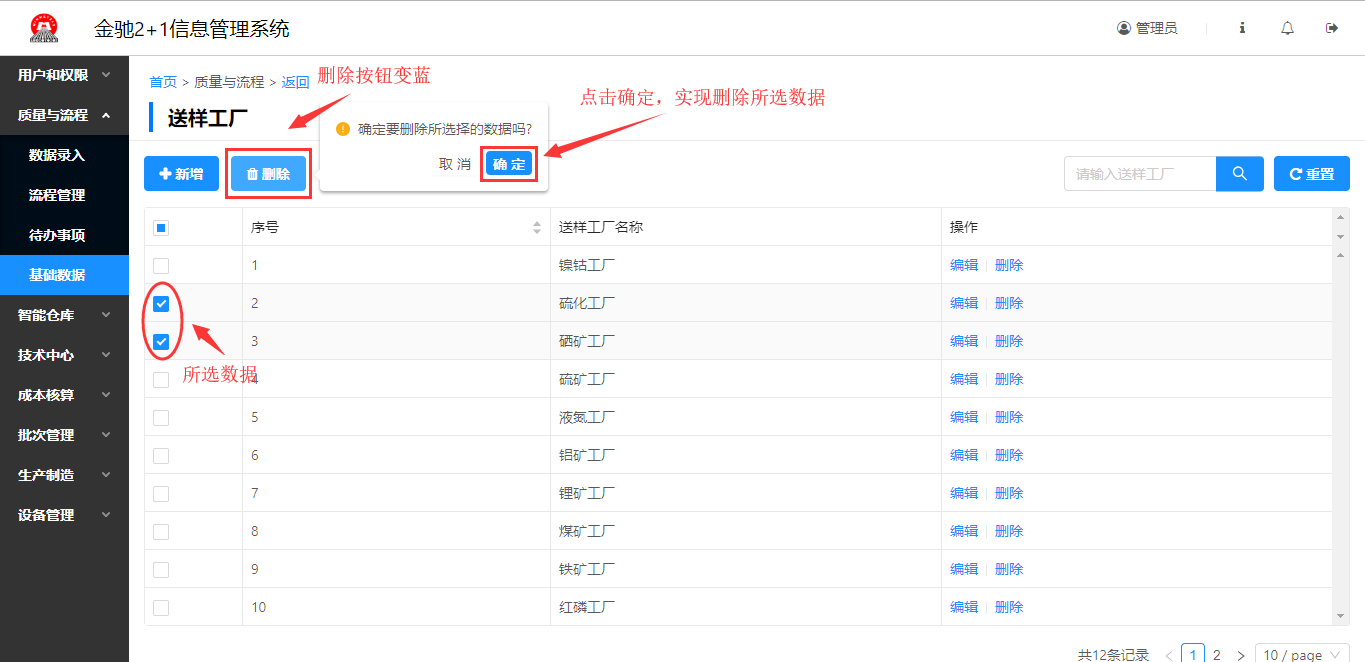 金驰2+1信息管理系统
管理员
用户和权限
质量与流程
数据录入
流程管理
待办事项
基础数据
智能仓库
技术中心
成本核算
批次管理
生产制造
设备管理
首页 > 质量与流程 > 返回
删除按钮变蓝
点击确定，实现删除所选数据
送样工厂
确定要删除所选择的数据吗?
取 消 确 定
新增 删除
请输入送样工厂 重置
序号 送样工厂名称 操作
1 镍钴工厂 编辑 删除
2 硫化工厂 编辑 删除
3 硒矿工厂 编辑 删除
所选数据
4 硫矿工厂 编辑 删除
5 液氮工厂 编辑 删除
6 铝矿工厂 编辑 删除
7 锂矿工厂 编辑 删除
8 煤矿工厂 编辑 删除
9 铁矿工厂 编辑 删除
10 红磷工厂 编辑 删除
共12条记录 < 1 2 > 10 / page